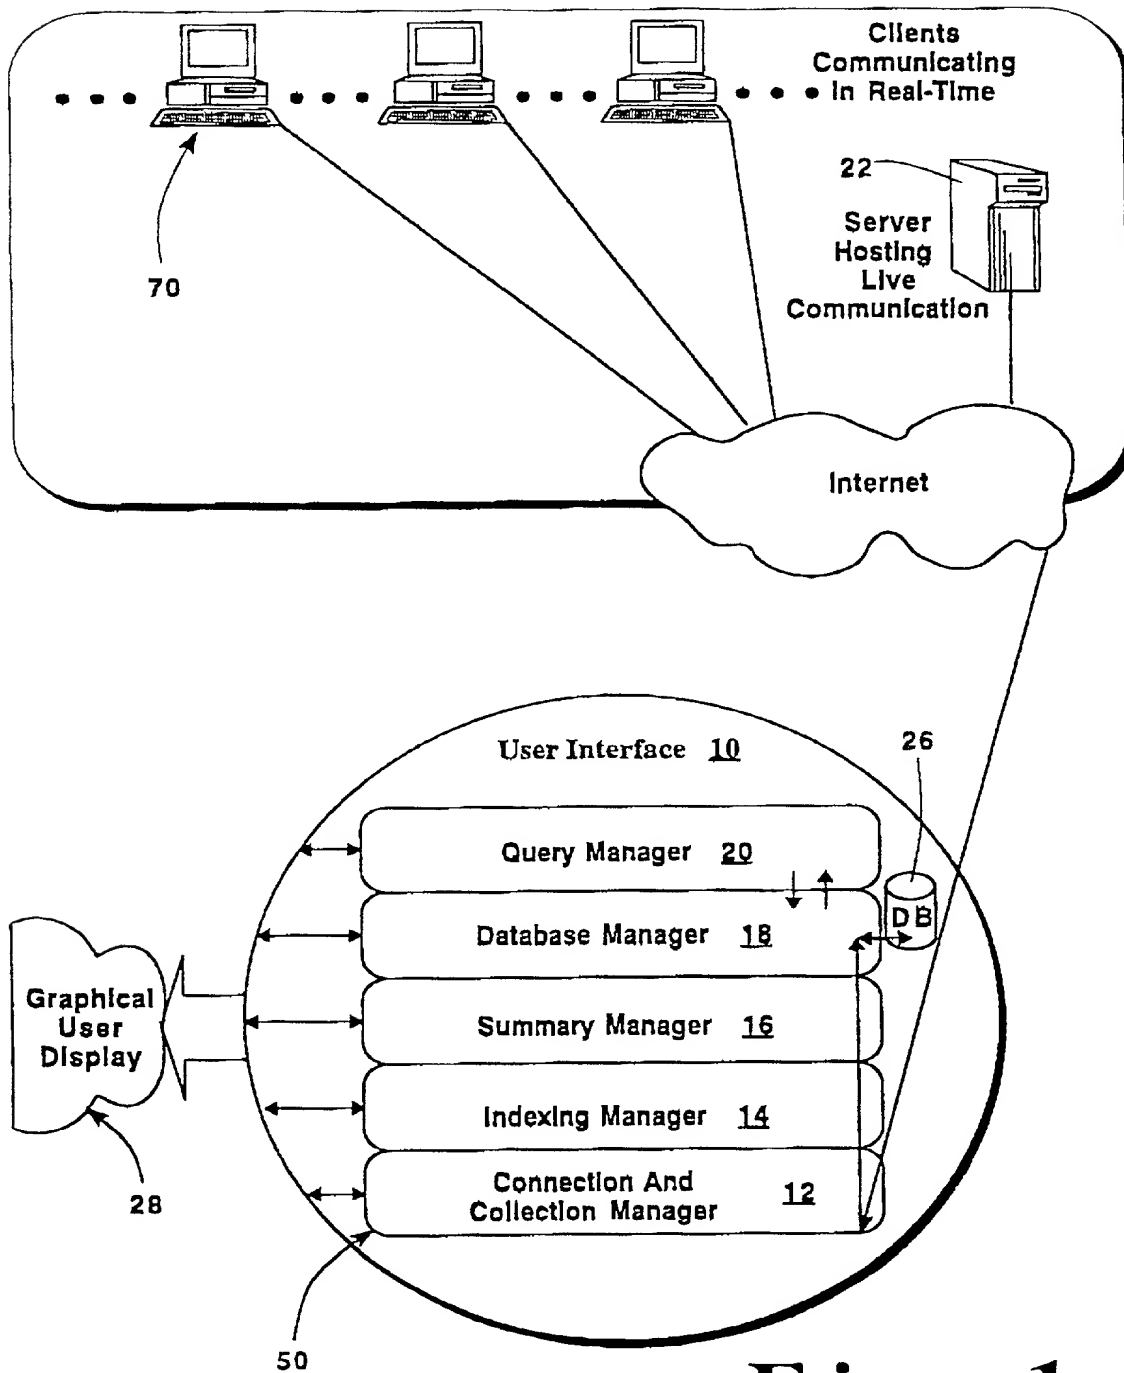 Clients
Communicating
In Real-Time
22
Server
Hosting
Live
Communication
70
Internet
User Interface 10
26
Query Manager 20
DB
Database Manager 18
Graphical
User
Display
Summary Manager 16
Indexing Manager 14
28
Connection And
Collection Manager 12
50